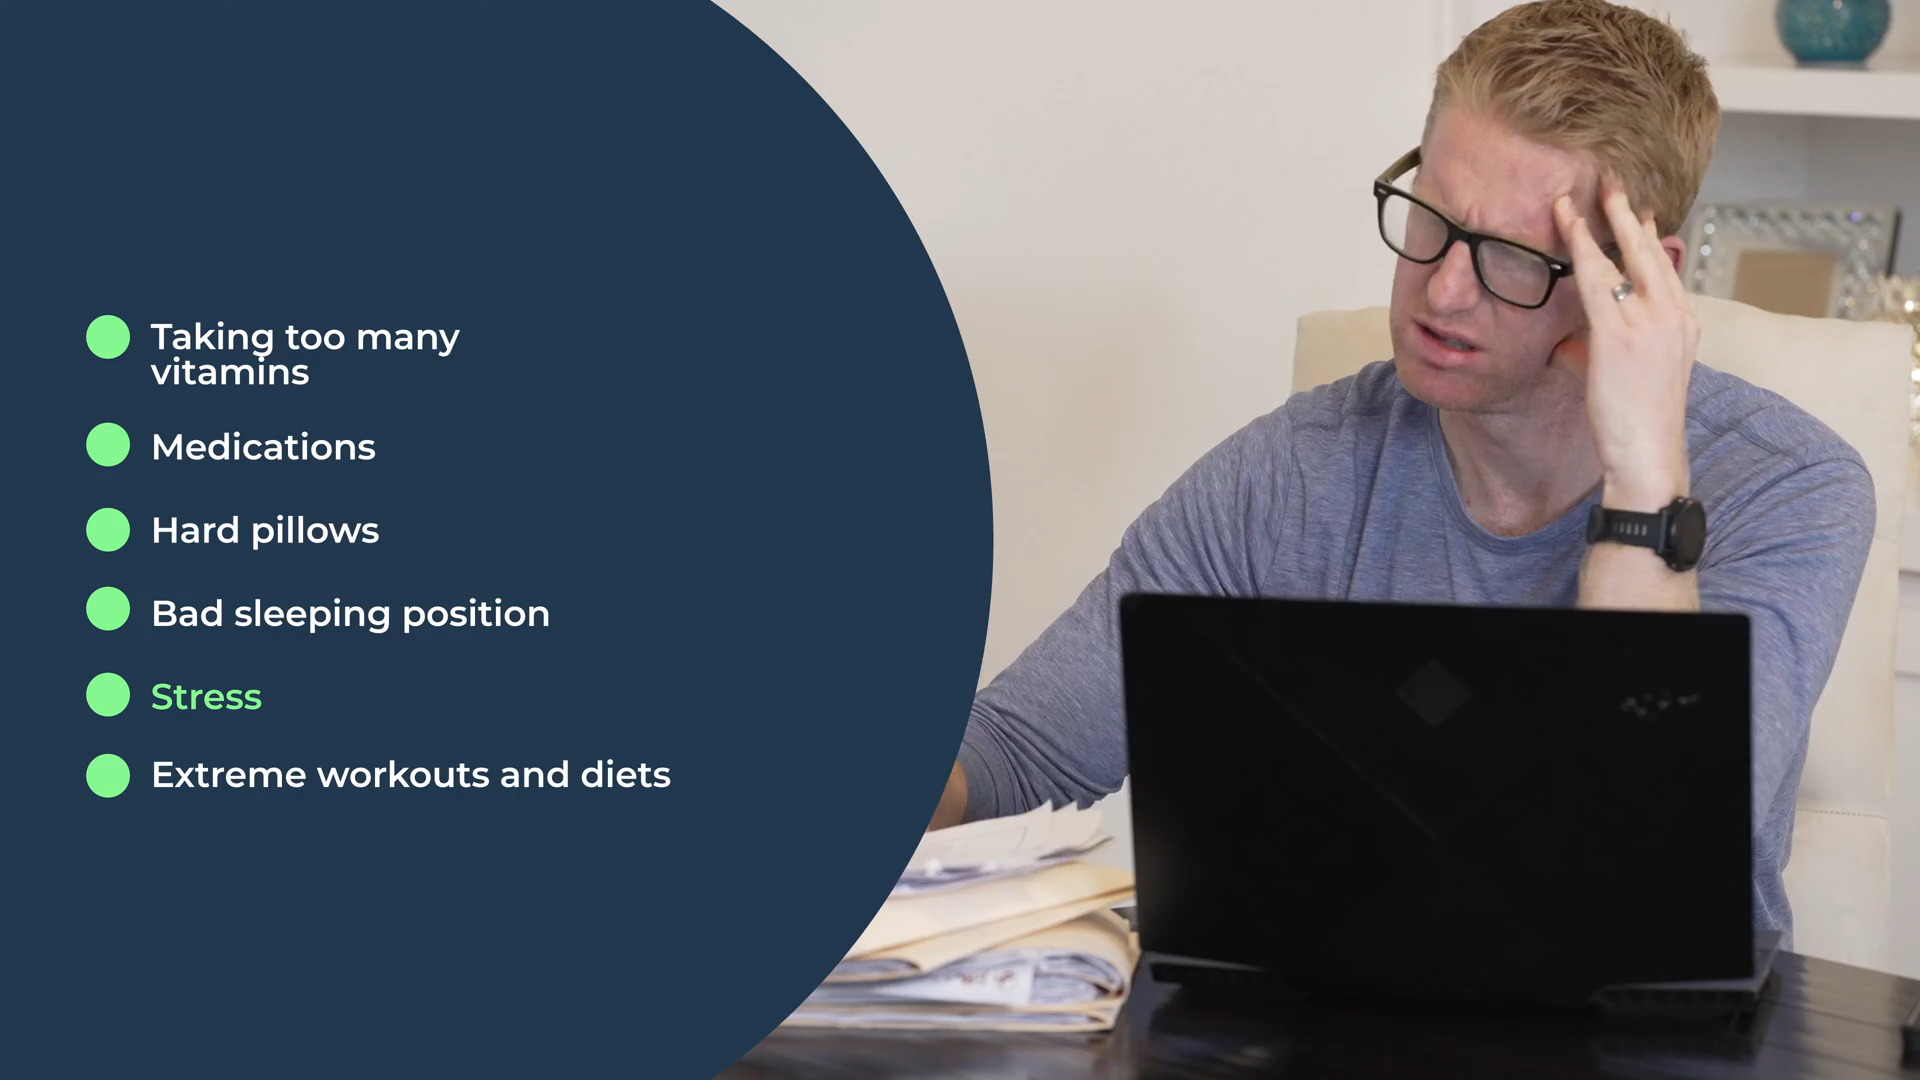 Taking too many
vitamins
Medications
Hard pillows
Bad sleeping position
Stress
Extreme workouts and diets